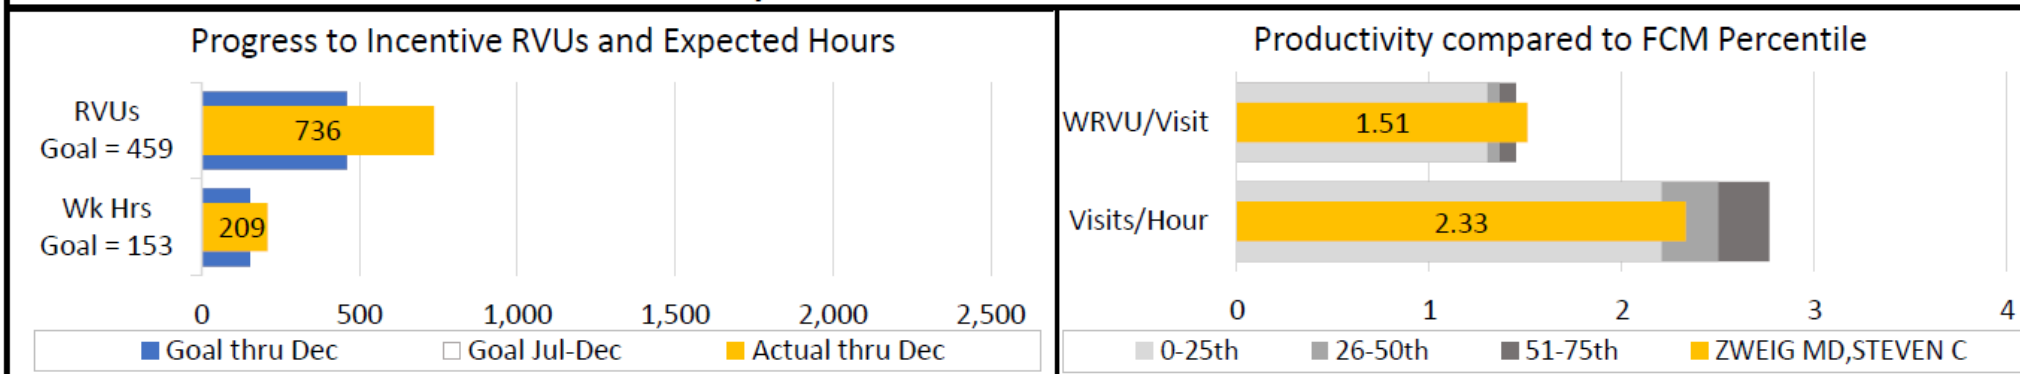 Progress to Incentive RVUs and Expected Hours
RVUs
Goal = 459
736
Wk Hrs
Goal = 153
209
0 500 1,000 1,500 2,000 2,500
Goal thru Dec Goal Jul-Dec Actual thru Dec
Productivity compared to FCM Percentile
WRVU/Visit
1.51
Visits/Hour
2.33
0 1 2 3 4
0-25th 26-50th 51-75th ZWEIG MD,STEVEN C